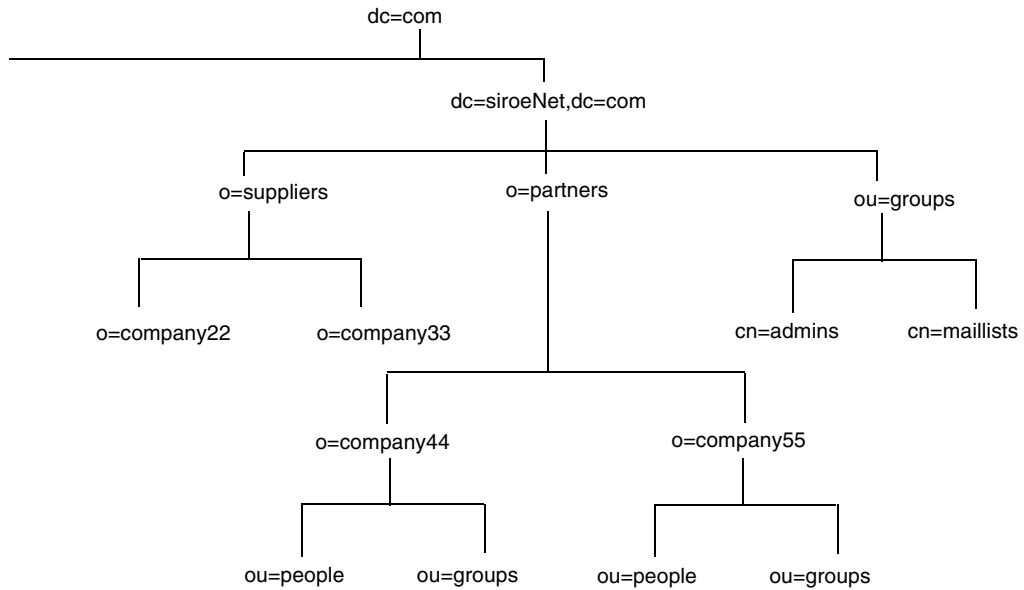 dc=com
dc=siroeNet,dc=com
o=suppliers
o=partners
ou=groups
o=company22
o=company33
cn=admins
cn=maillists
o=company44
o=company55
ou=people
ou=groups
ou=people
ou=groups